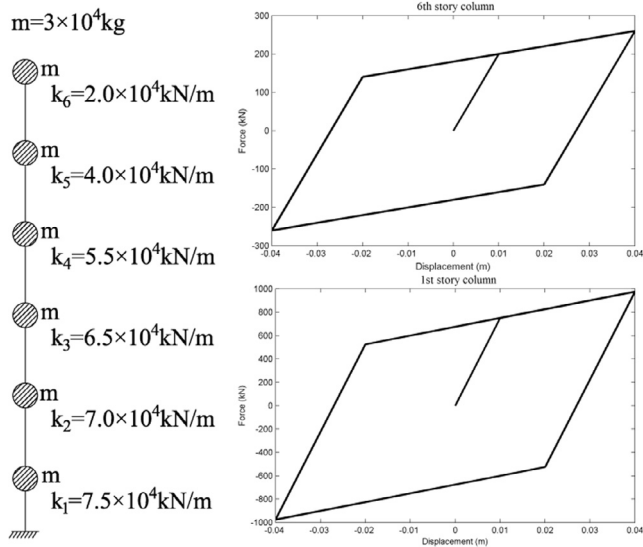 m=3×10⁴kg
m
k₆=2.0×10⁴kN/m
m
k₅=4.0×10⁴kN/m
m
k₄=5.5×10⁴kN/m
m
k₃=6.5×10⁴kN/m
m
k₂=7.0×10⁴kN/m
m
k₁=7.5×10⁴kN/m
6th story column
300
200
100
0
-100
-200
-300
Force (kN)
-0.04 -0.03 -0.02 -0.01 0 0.01 0.02 0.03 0.04
Displacement (m)
1st story column
1000
800
600
400
200
0
-200
-400
-600
-800
-1000
Force (kN)
-0.04 -0.03 -0.02 -0.01 0 0.01 0.02 0.03 0.04
Displacement (m)